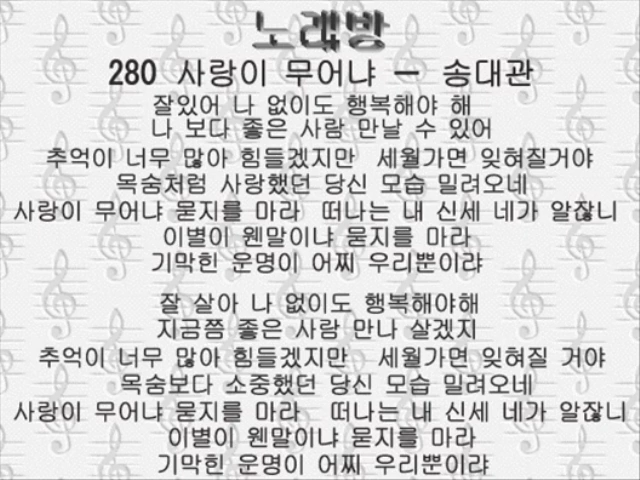 노래방
280 사랑이 무어냐 - 송대관
잘있어 나 없이도 행복해야 해
나 보다 좋은 사람 만날 수 있어
추억이 너무 많아 힘들겠지만 세월가면 잊혀질거야
목숨처럼 사랑했던 당신 모습 밀려오네
사랑이 무어냐 묻지를 마라 떠나는 내 신세 네가 알잖니
이별이 웬말이냐 묻지를 마라
기막힌 운명이 어찌 우리뿐이랴
잘 살아 나 없이도 행복해야해
지금쯤 좋은 사람 만나 살겠지
추억이 너무 많아 힘들겠지만 세월가면 잊혀질 거야
목숨보다 소중했던 당신 모습 밀려오네
사랑이 무어냐 묻지를 마라 떠나는 내 신세 네가 알잖니
이별이 웬말이냐 묻지를 마라
기막힌 운명이 어찌 우리뿐이랴